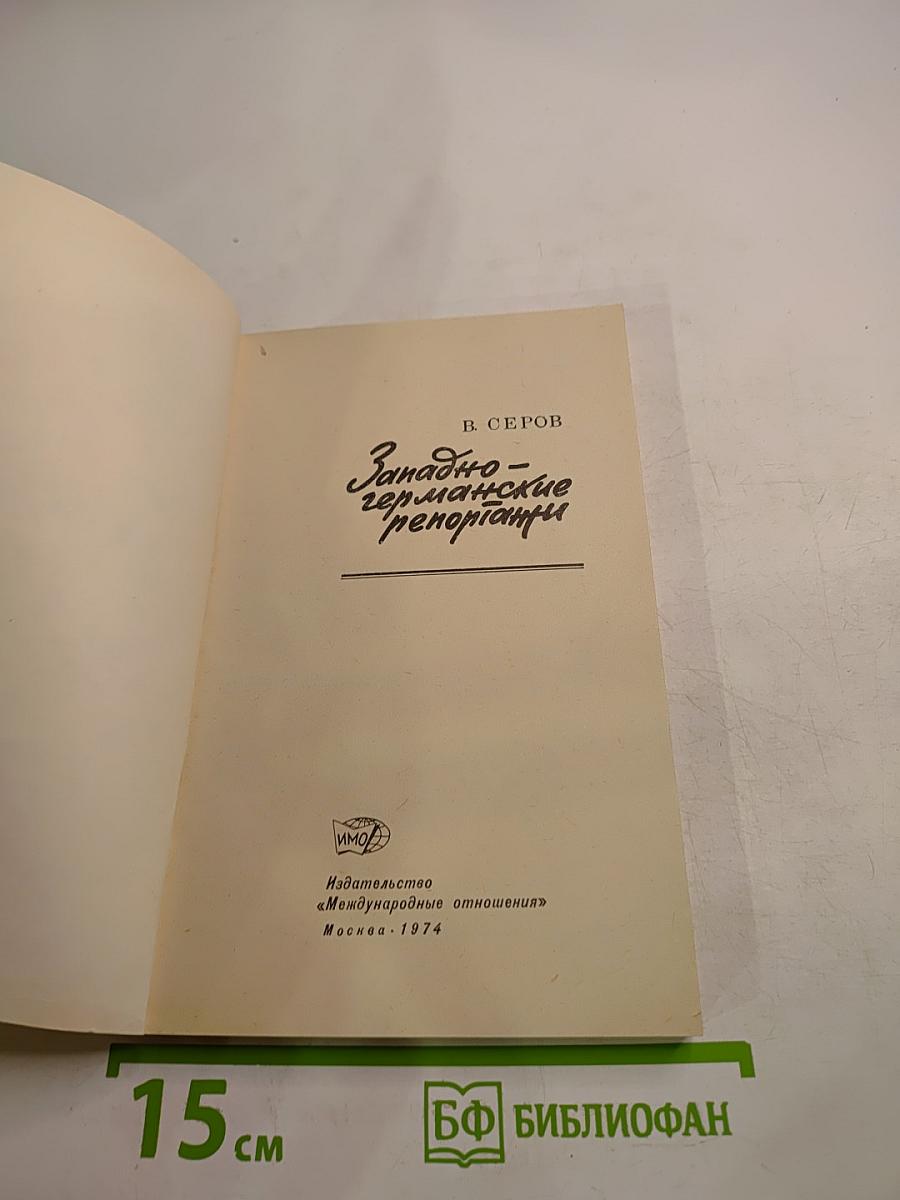 В. СЕРОВ
Западно-
германские
репортажи
ИМО
Издательство
«Международные отношения»
Москва · 1974
15 см
БФ БИБЛИОФАН